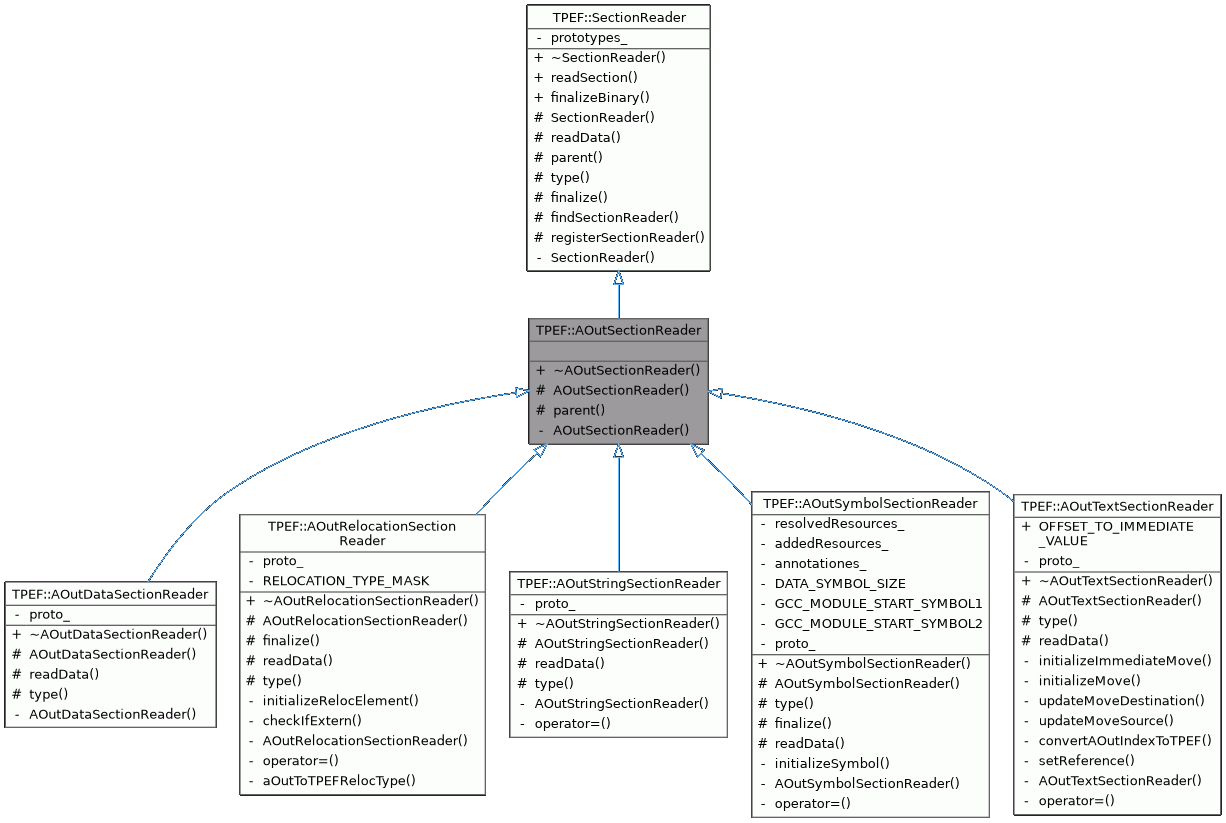 TPEF::SectionReader
- prototypes_
+ ~SectionReader()
+ readSection()
+ finalizeBinary()
# SectionReader()
# readData()
# parent()
# type()
# finalize()
# findSectionReader()
# registerSectionReader()
- SectionReader()
TPEF::AOutSectionReader
+ ~AOutSectionReader()
# AOutSectionReader()
# parent()
- AOutSectionReader()
TPEF::AOutDataSectionReader
- proto_
+ ~AOutDataSectionReader()
# AOutDataSectionReader()
# readData()
# type()
- AOutDataSectionReader()
TPEF::AOutRelocationSection
Reader
- proto_
- RELOCATION_TYPE_MASK
+ ~AOutRelocationSectionReader()
# AOutRelocationSectionReader()
# finalize()
# readData()
# type()
- initializeRelocElement()
- checkIfExtern()
- AOutRelocationSectionReader()
- operator=()
- aOutToTPEFRelocType()
TPEF::AOutStringSectionReader
- proto_
+ ~AOutStringSectionReader()
# AOutStringSectionReader()
# readData()
# type()
- AOutStringSectionReader()
- operator=()
TPEF::AOutSymbolSectionReader
- resolvedResources_
- addedResources_
- annotationes_
- DATA_SYMBOL_SIZE
- GCC_MODULE_START_SYMBOL1
- GCC_MODULE_START_SYMBOL2
- proto_
+ ~AOutSymbolSectionReader()
# AOutSymbolSectionReader()
# type()
# finalize()
# readData()
- initializeSymbol()
- AOutSymbolSectionReader()
- operator=()
TPEF::AOutTextSectionReader
+ OFFSET_TO_IMMEDIATE
_VALUE
- proto_
+ ~AOutTextSectionReader()
# AOutTextSectionReader()
# type()
# readData()
- initializeImmediateMove()
- initializeMove()
- updateMoveDestination()
- updateMoveSource()
- convertAOutIndexToTPEF()
- setReference()
- AOutTextSectionReader()
- operator=()